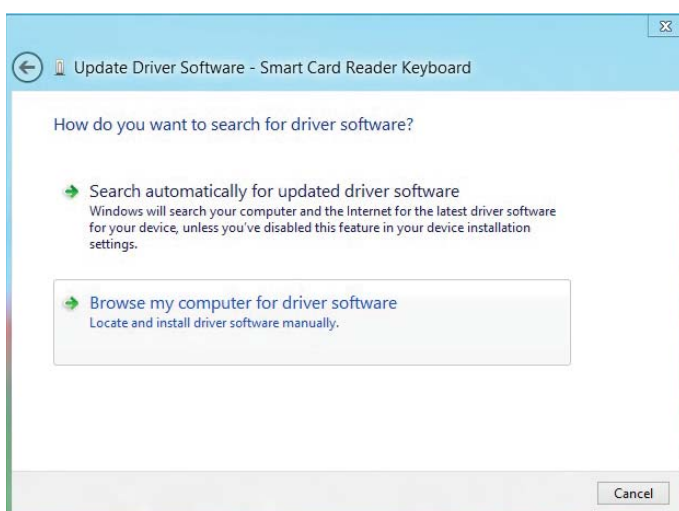 Update Driver Software - Smart Card Reader Keyboard
How do you want to search for driver software?
Search automatically for updated driver software
Windows will search your computer and the Internet for the latest driver software
for your device, unless you've disabled this feature in your device installation
settings.
Browse my computer for driver software
Locate and install driver software manually.
Cancel